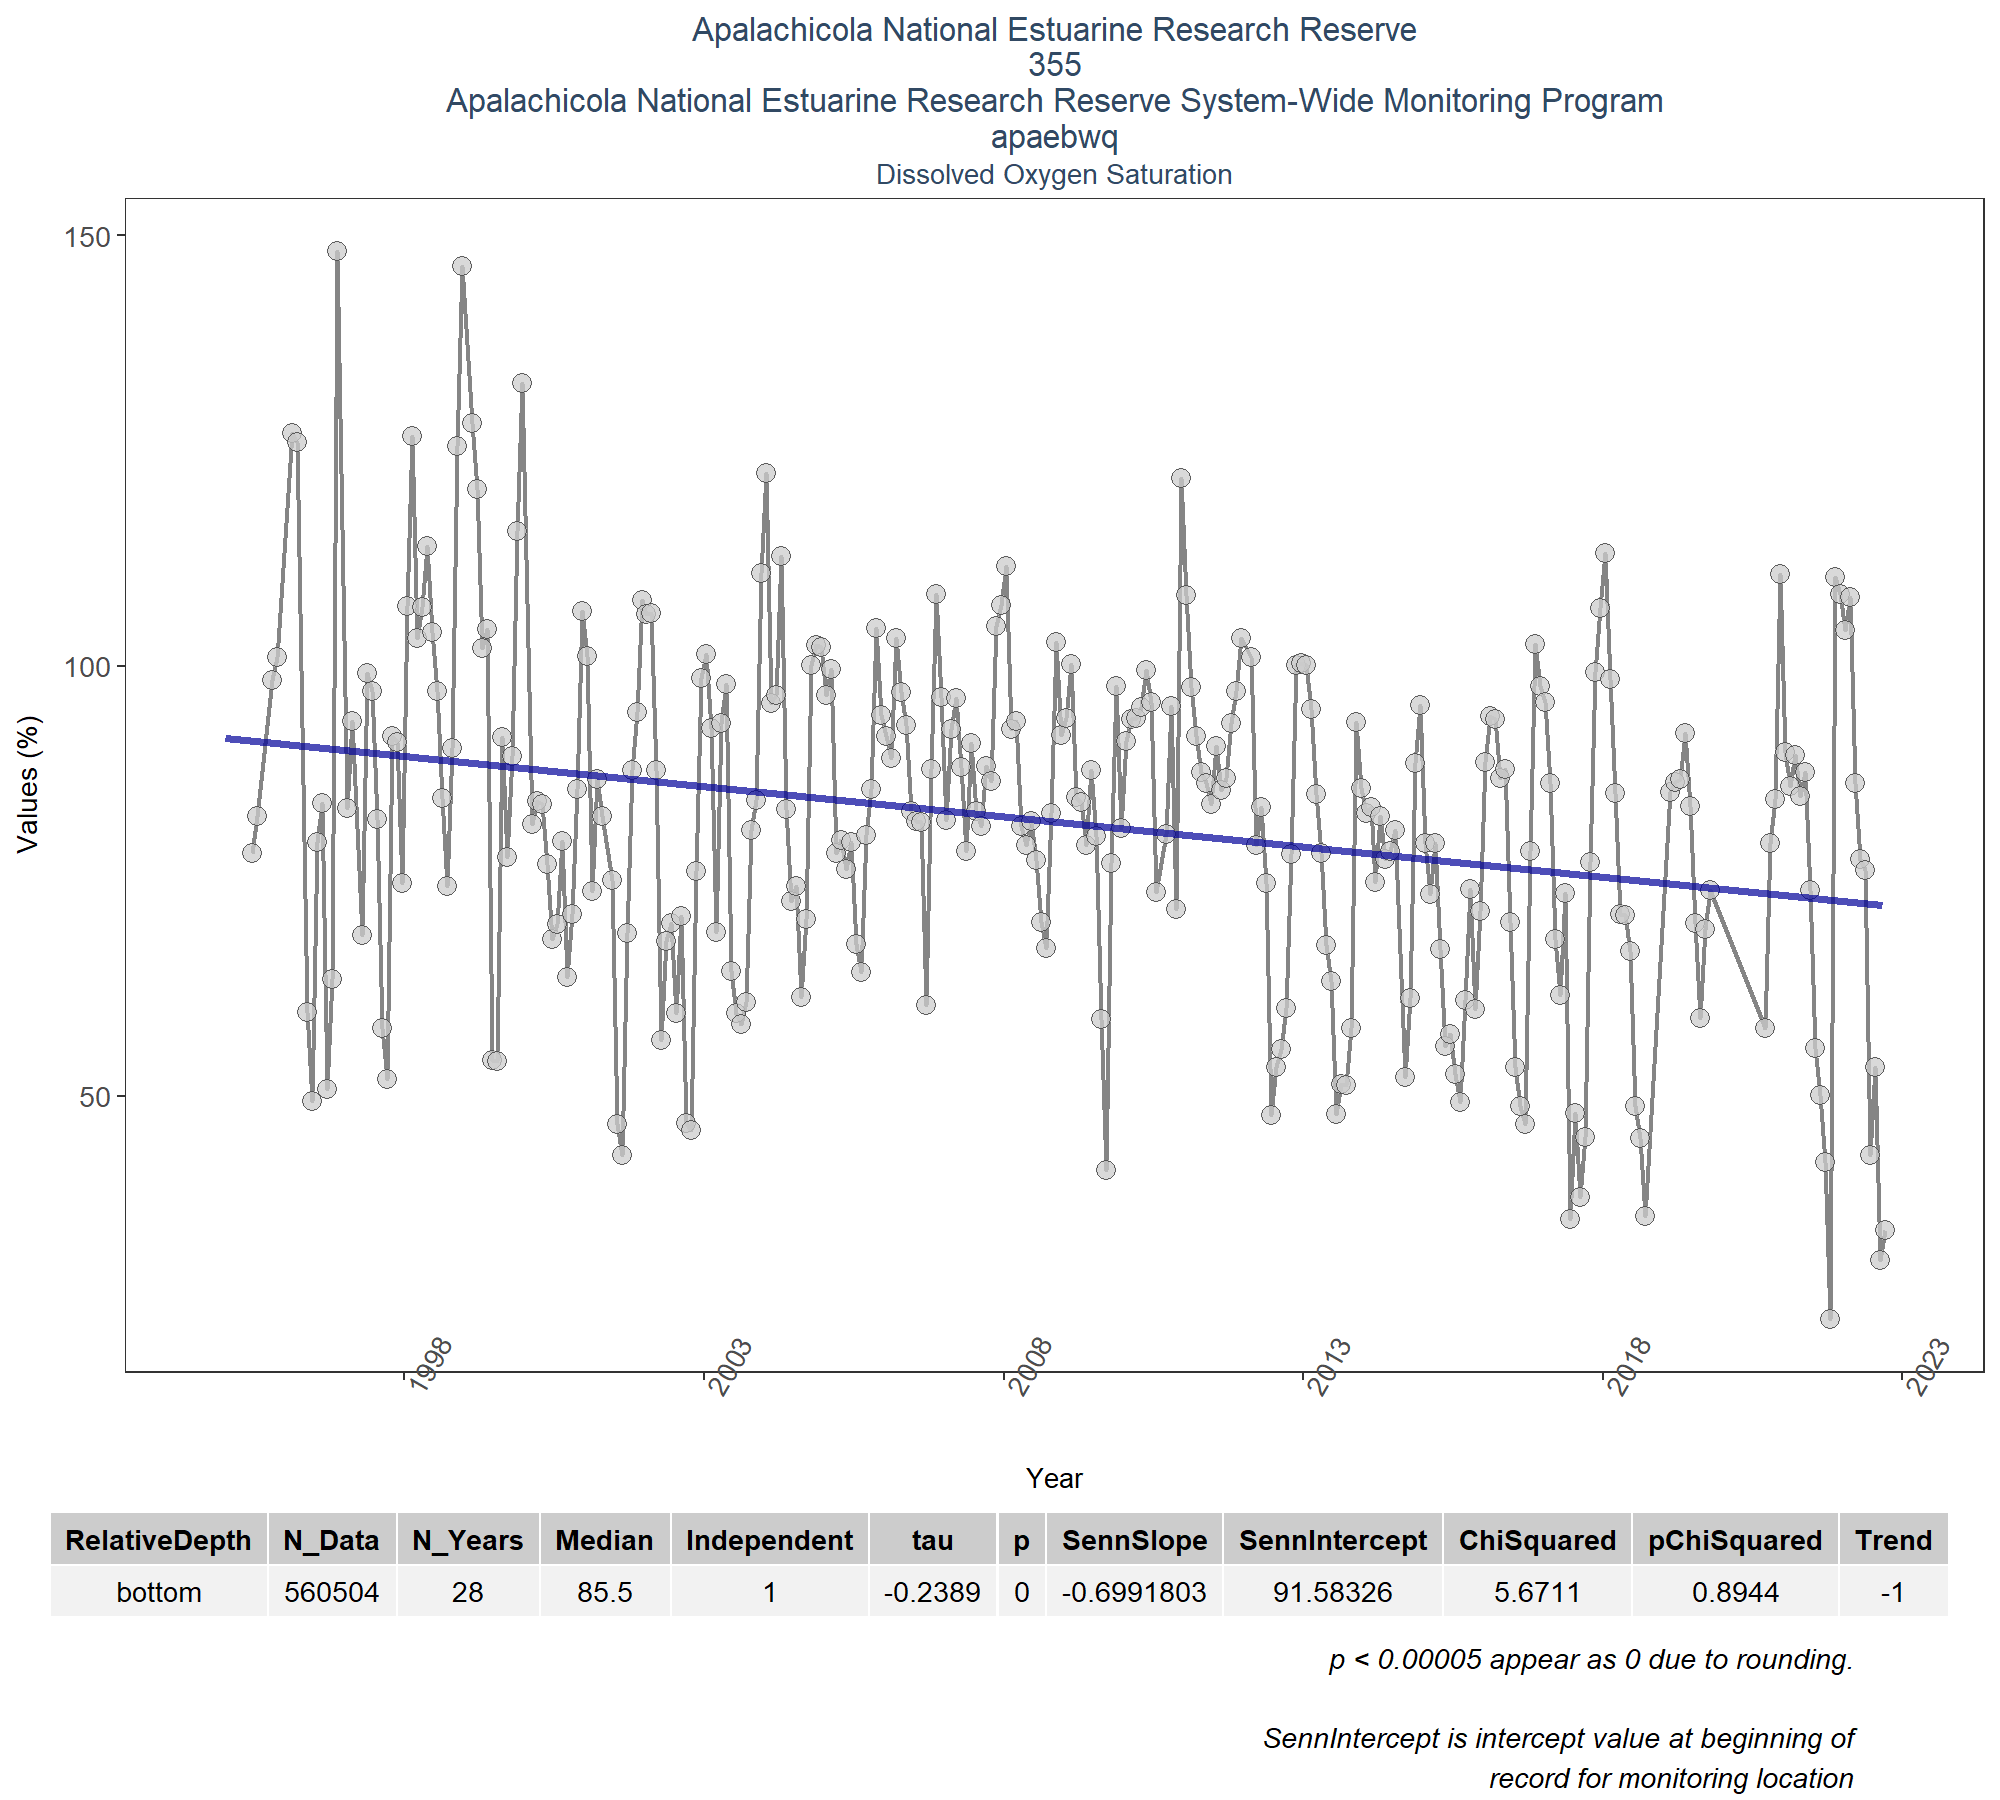 Apalachicola National Estuarine Research Reserve
355
Apalachicola National Estuarine Research Reserve System-Wide Monitoring Program
apaebwq
Dissolved Oxygen Saturation
150
100
50
Values (%)
1998 2003 2008 2013 2018 2023
Year
RelativeDepth N_Data N_Years Median Independent tau p SennSlope SennIntercept ChiSquared pChiSquared Trend
bottom 560504 28 85.5 1 -0.2389 0 -0.6991803 91.58326 5.6711 0.8944 -1
p < 0.00005 appear as 0 due to rounding.
SennIntercept is intercept value at beginning of
record for monitoring location